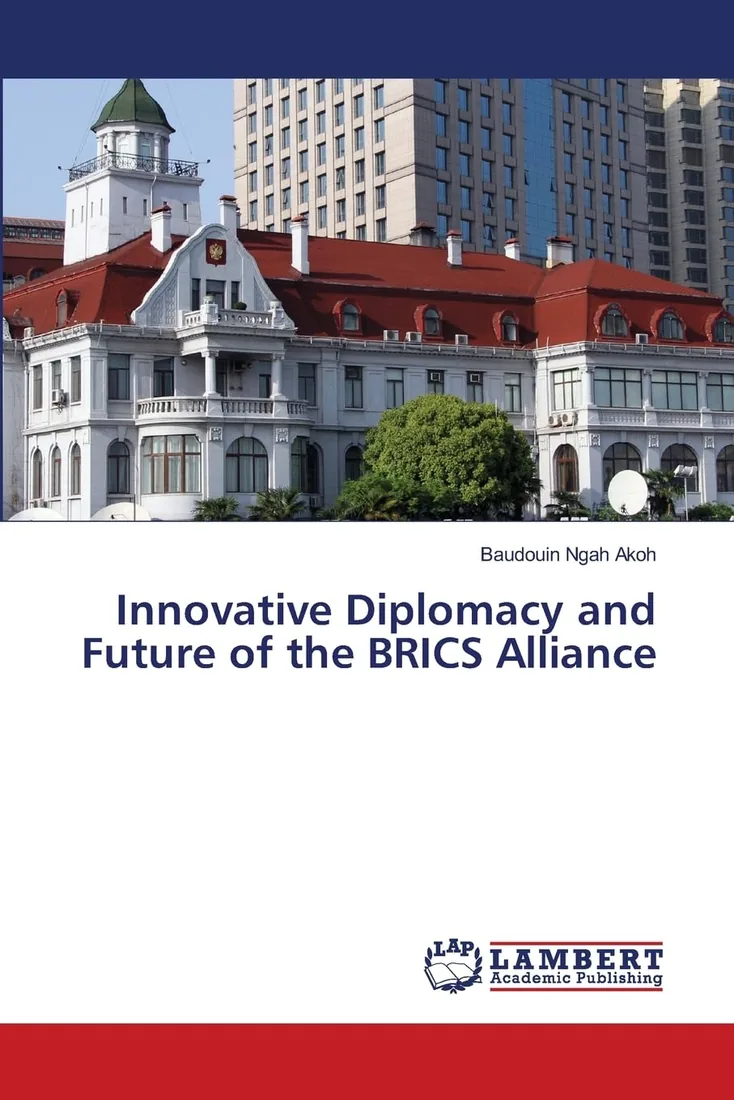 Baudouin Ngah Akoh
Innovative Diplomacy and
Future of the BRICS Alliance
LAP
LAMBERT
Academic Publishing